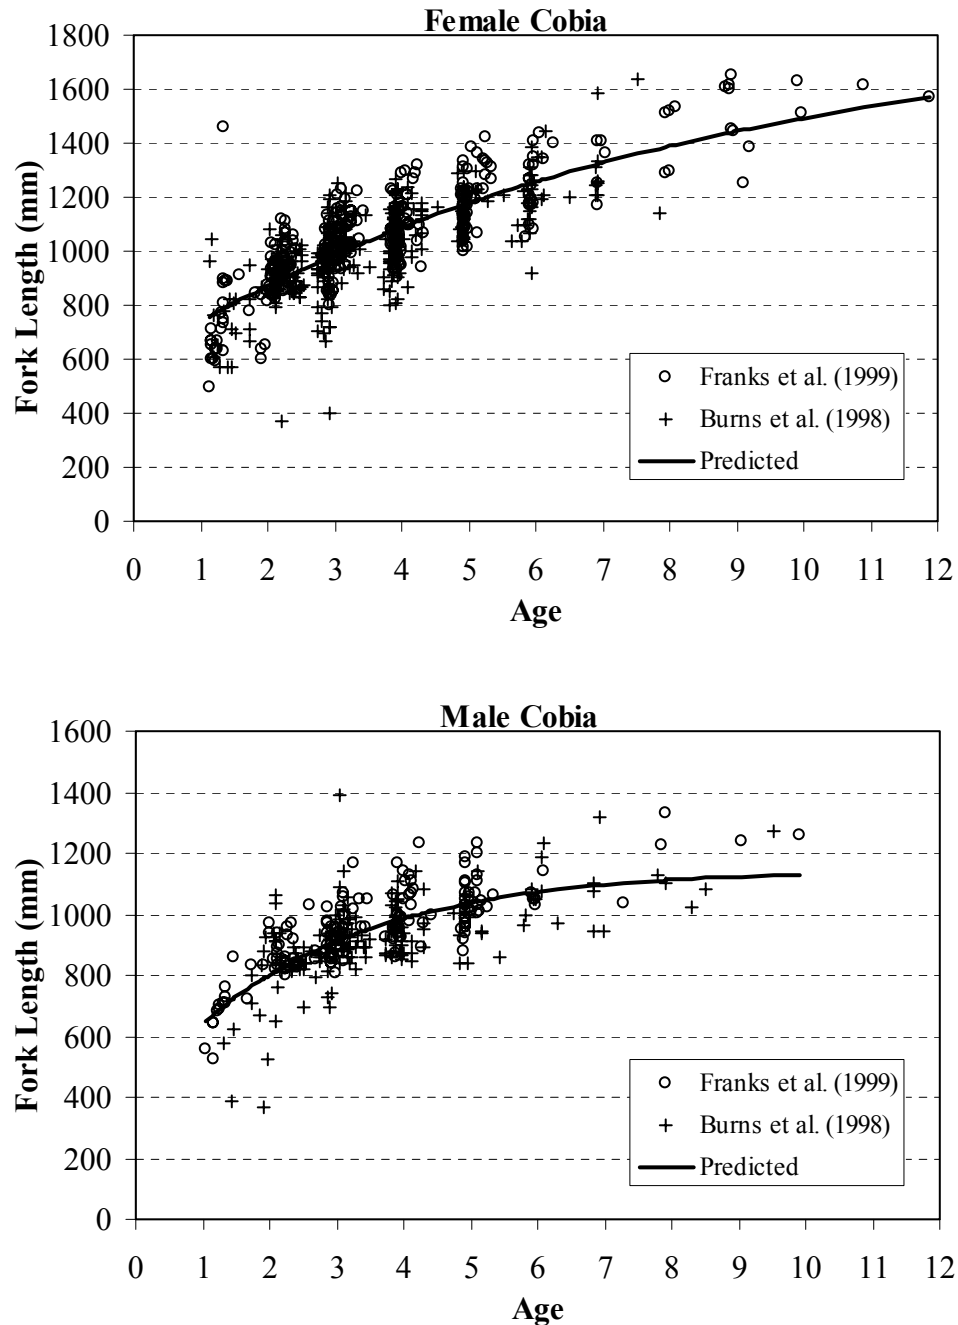 Female Cobia
1800
1600
1400
1200
1000
800
600
400
200
0
Fork Length (mm)
Franks et al. (1999)
Burns et al. (1998)
Predicted
0 1 2 3 4 5 6 7 8 9 10 11 12
Age
Male Cobia
1600
1400
1200
1000
800
600
400
200
0
Fork Length (mm)
Franks et al. (1999)
Burns et al. (1998)
Predicted
0 1 2 3 4 5 6 7 8 9 10 11 12
Age